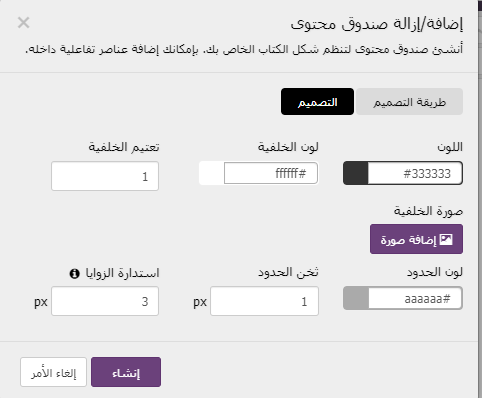 إضافة/إزالة صندوق محتوى
أنشئ صندوق محتوى لتنظم شكل الكتاب الخاص بك. بإمكانك إضافة عناصر تفاعلية داخله.
طريقة التصميم
التصميم
اللون
لون الخلفية
تعتيم الخلفية
#333333
#ffffff
1
صورة الخلفية
إضافة صورة
لون الحدود
ثخن الحدود
استدارة الزوايا
#aaaaaa
1
px
3
px
إنشاء
إلغاء الأمر